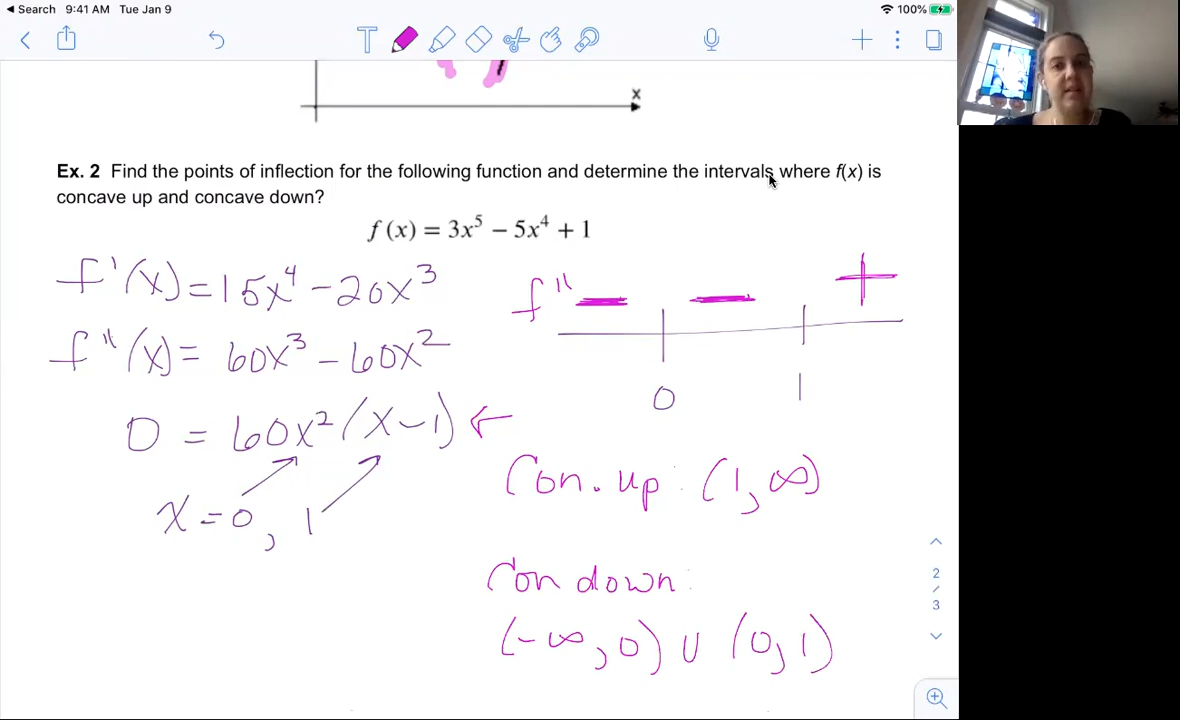 Search 9:41 AM Tue Jan 9 100%
T
x
Ex. 2 Find the points of inflection for the following function and determine the intervals where f(x) is
concave up and concave down?
f (x) = 3x⁵ − 5x⁴ + 1
f'(x) = 15x⁴ − 20x³
f"(x) = 60x³ − 60x²
0 = 60x² (x−1) ←
x = 0, 1
f" − − +
0 1
Con. up : (1, ∞)
Con down :
(-∞, 0) ∪ (0, 1)
2
/
3